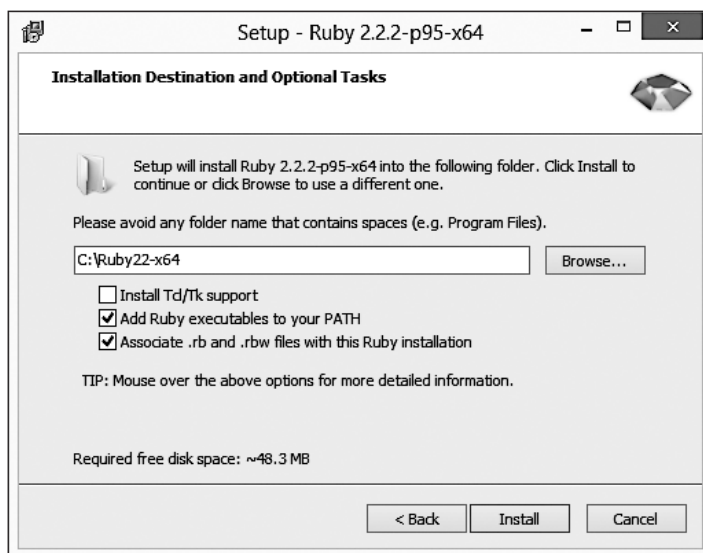 Setup - Ruby 2.2.2-p95-x64
Installation Destination and Optional Tasks
Setup will install Ruby 2.2.2-p95-x64 into the following folder. Click Install to
continue or click Browse to use a different one.
Please avoid any folder name that contains spaces (e.g. Program Files).
C:\Ruby22-x64
Browse...
Install Tcl/Tk support
Add Ruby executables to your PATH
Associate .rb and .rbw files with this Ruby installation
TIP: Mouse over the above options for more detailed information.
Required free disk space: ~48.3 MB
< Back
Install
Cancel